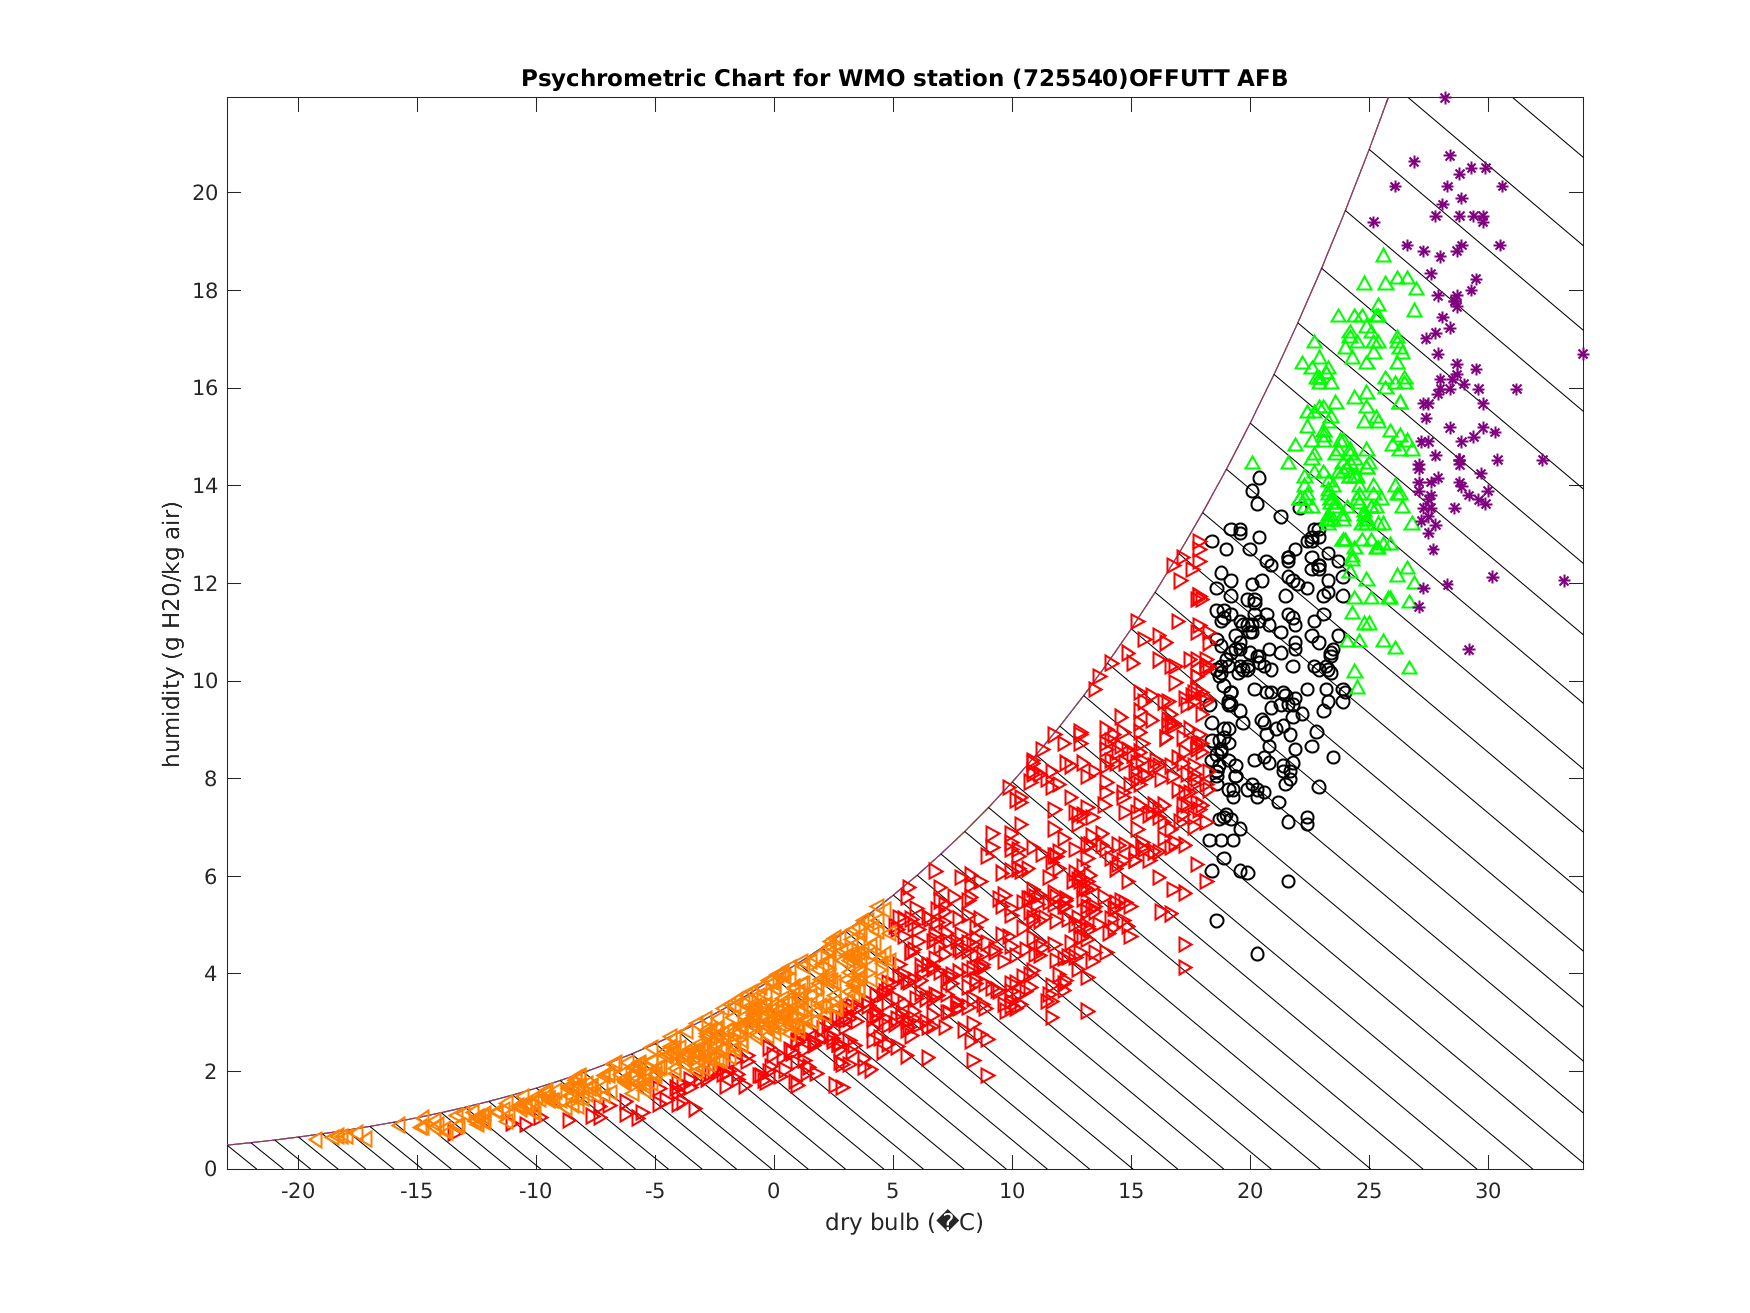 Psychrometric Chart for WMO station (725540)OFFUTT AFB
humidity (g H20/kg air)
20
18
16
14
12
10
8
6
4
2
0
-20 -15 -10 -5 0 5 10 15 20 25 30
dry bulb (�C)